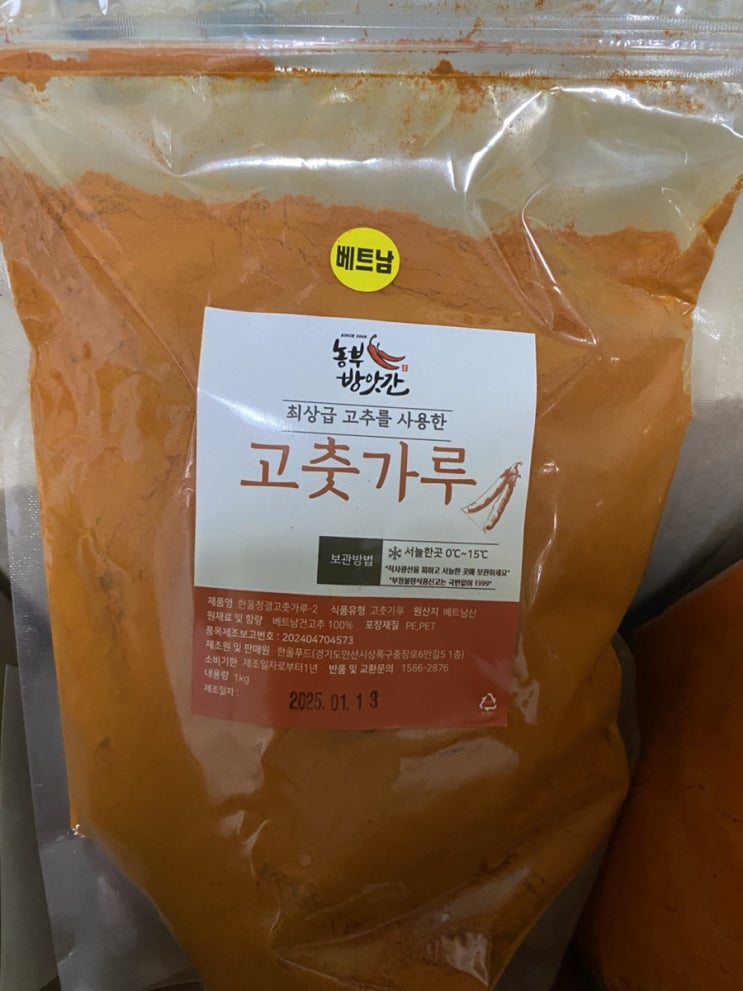 베트남
SINCE 2002
농부
방앗간
최상급 고추를 사용한
고춧가루
보관방법
서늘한곳 0℃~15℃
"직사광선을 피하고 서늘한 곳에 보관하세요"
"부정불량식품신고는 국번없이 1399"
제품명 한울청결고춧가루-2 식품유형 고춧가루 원산지 베트남산
원재료 및 함량 베트남건고추 100% 포장재질 PE,PET
품목제조보고번호 : 202404704573
제조원 및 판매원 한울푸드(경기도안산시상록구충장로6안길5 1층)
소비기한 제조일자로부터1년 반품 및 교환문의 1566-2876
내용량 1kg
제조일자 :
2025. 01. 13